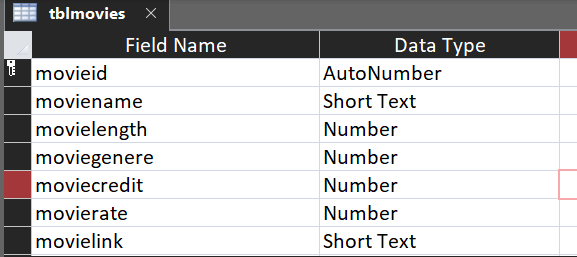 tblmovies
Field Name Data Type
movieid AutoNumber
moviename Short Text
movielength Number
moviegenere Number
moviecredit Number
movierate Number
movielink Short Text